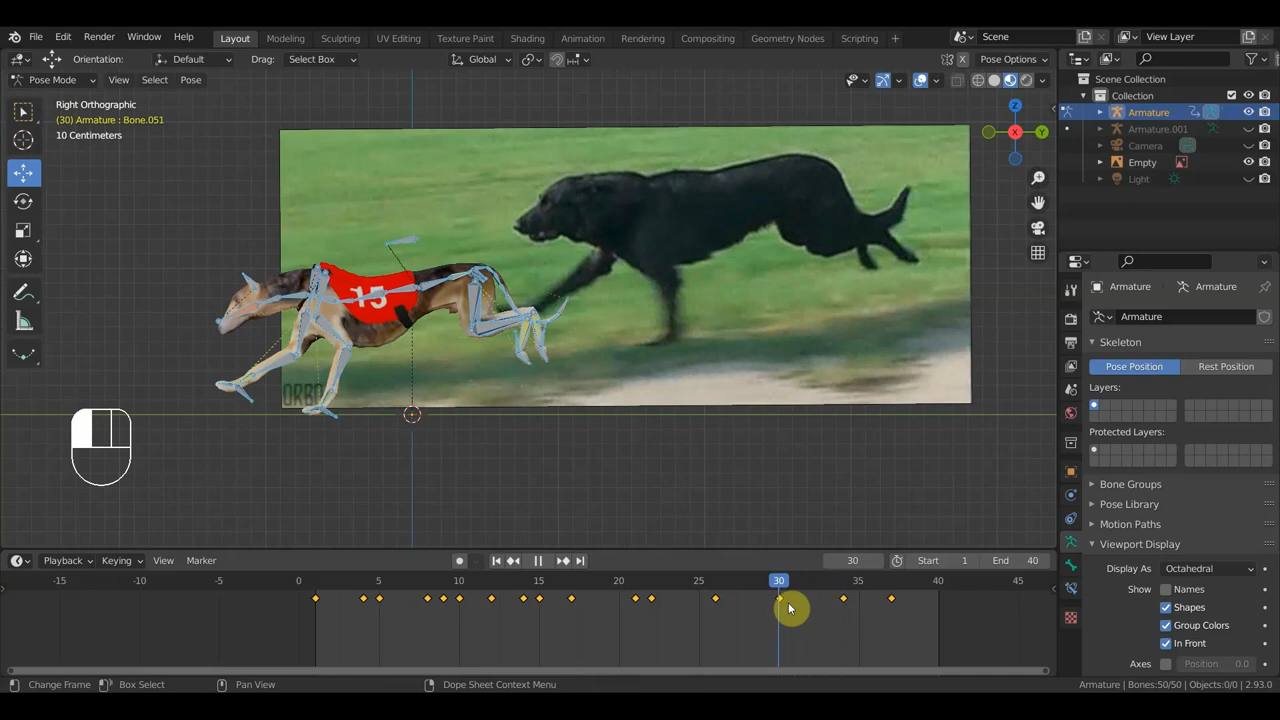 File Edit Render Window Help Layout Modeling Sculpting UV Editing Texture Paint Shading Animation Rendering Compositing Geometry Nodes Scripting + Scene View Layer
Orientation: Default Drag: Select Box Global X Pose Options
Pose Mode View Select Pose
Right Orthographic
(30) Armature : Bone.051
10 Centimeters
Z
X
Y
15
ORBO
Scene Collection
Collection
Armature
Armature.001
Camera
Empty
Light
Armature Armature
Armature
Skeleton
Pose Position Rest Position
Layers:
Protected Layers:
Bone Groups
Pose Library
Motion Paths
Viewport Display
Display As Octahedral
Show Names
Shapes
Group Colors
In Front
Axes Position 0.0
Playback Keying View Marker 30 Start 1 End 40
-15 -10 -5 0 5 10 15 20 25 30 35 40 45
Change Frame Box Select Pan View Dope Sheet Context Menu Armature | Bones:50/50 | Objects:0/0 | 2.93.0